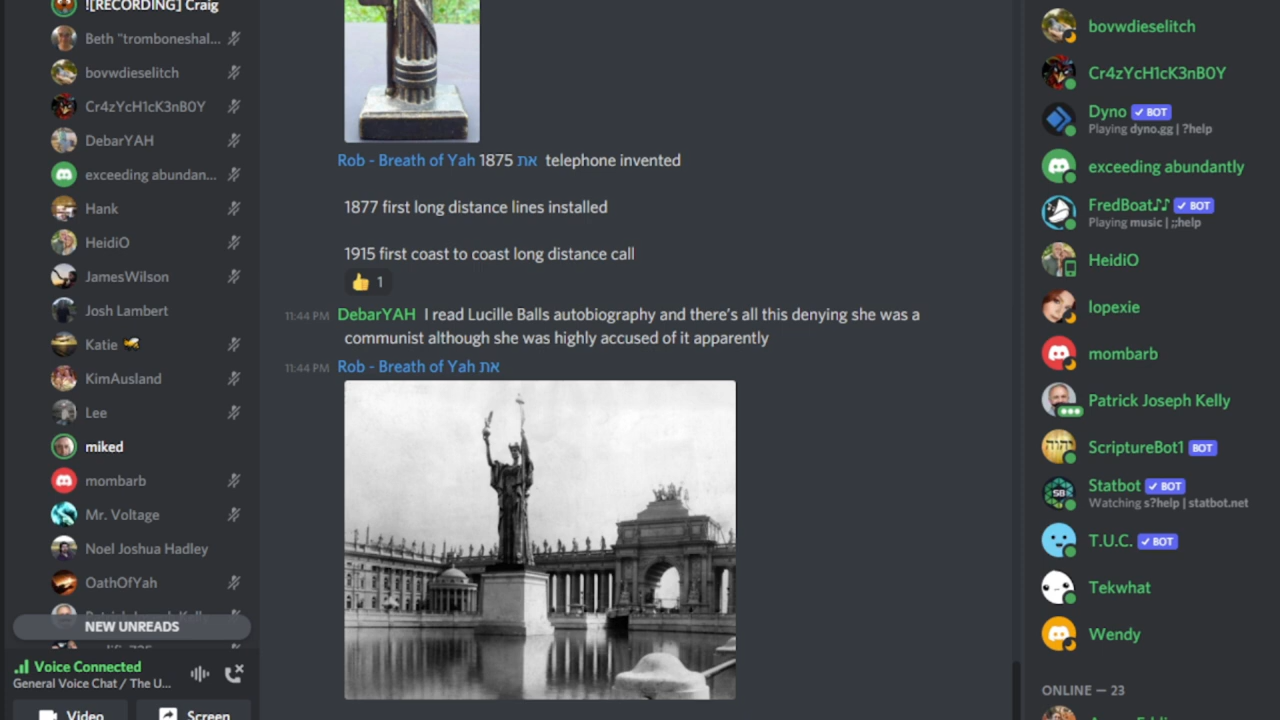 ![RECORDING] Craig
Beth "tromboneshal...
bovwdieselitch
Cr4zYcH1cK3nB0Y
DebarYAH
exceeding abundan...
Hank
HeidiO
JamesWilson
Josh Lambert
Katie
KimAusland
Lee
miked
mombarb
Mr. Voltage
Noel Joshua Hadley
OathOfYah
NEW UNREADS
Voice Connected
General Voice Chat / The U...
Video
Screen
Rob - Breath of Yah 1875 את telephone invented
1877 first long distance lines installed
1915 first coast to coast long distance call
👍 1
11:44 PM DebarYAH I read Lucille Balls autobiography and there's all this denying she was a
communist although she was highly accused of it apparently
11:44 PM Rob - Breath of Yah את
bovwdieselitch
Cr4zYcH1cK3nB0Y
Dyno ✓ BOT
Playing dyno.gg | ?help
exceeding abundantly
FredBoat♪♪ ✓ BOT
Playing music | ;;help
HeidiO
lopexie
mombarb
Patrick Joseph Kelly
יהוה
ScriptureBot1 BOT
SB
Statbot ✓ BOT
Watching s?help | statbot.net
T.U.C. ✓ BOT
Tekwhat
Wendy
ONLINE — 23